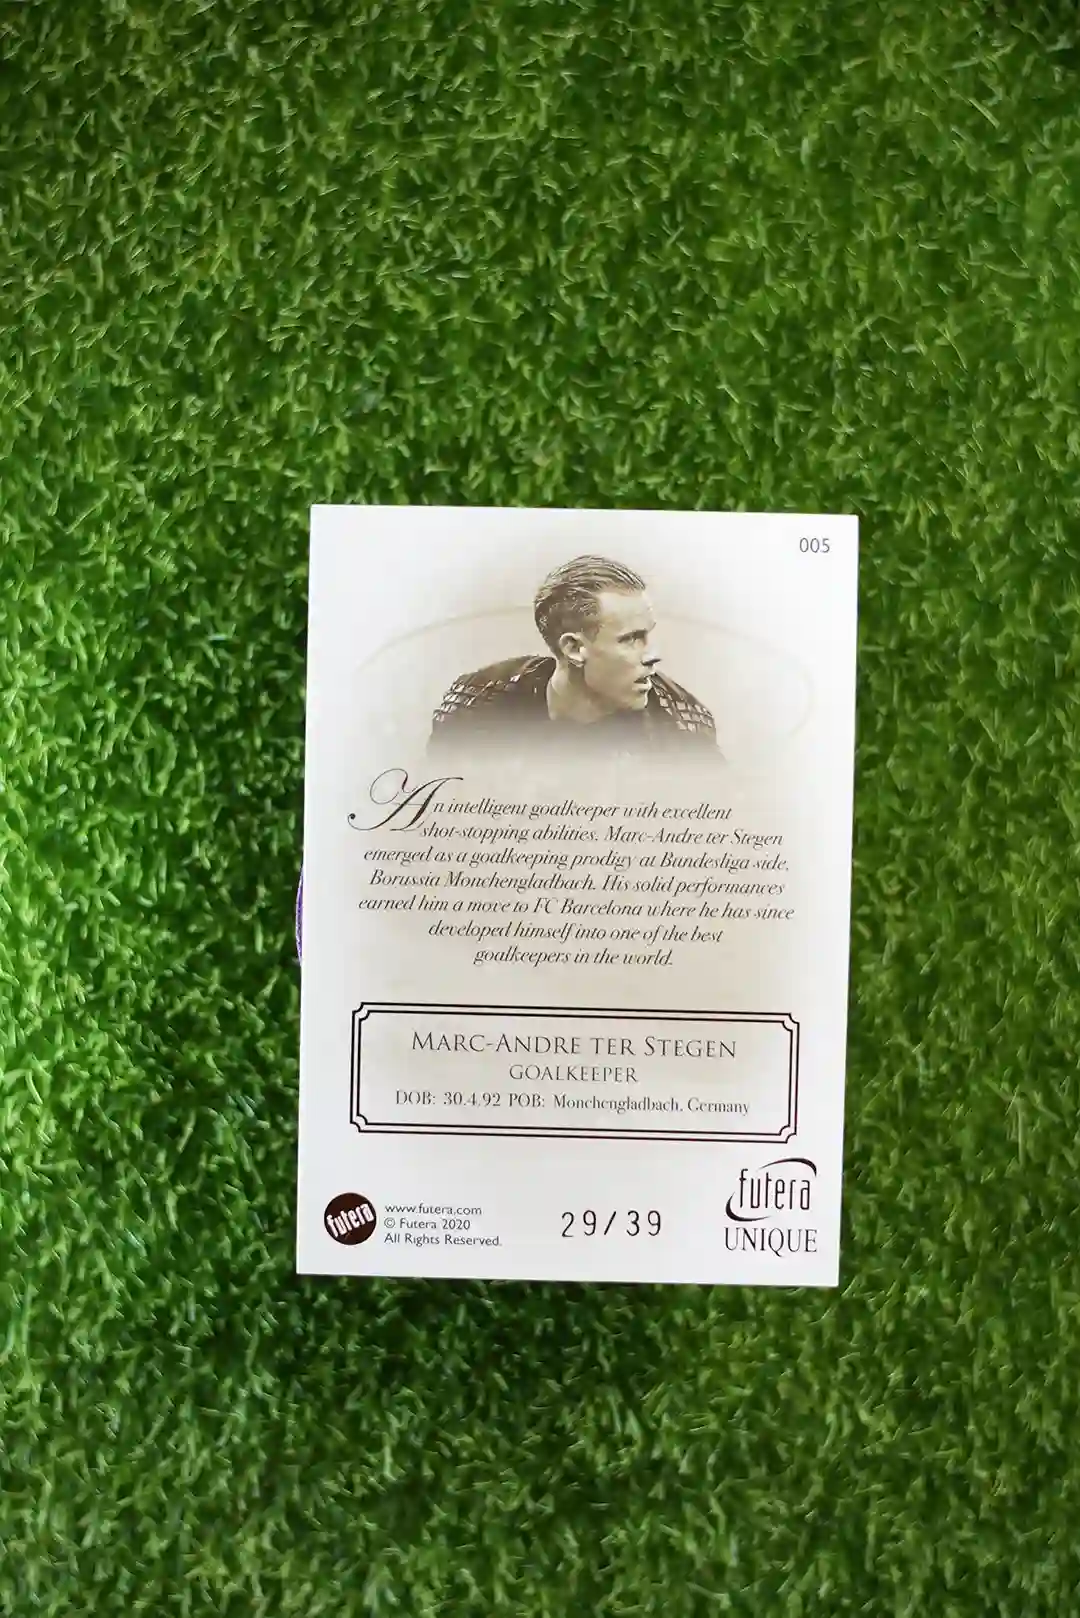 005
An intelligent goalkeeper with excellent
shot-stopping abilities, Marc-Andre ter Stegen
emerged as a goalkeeping prodigy at Bundesliga side,
Borussia Monchengladbach. His solid performances
earned him a move to FC Barcelona where he has since
developed himself into one of the best
goalkeepers in the world.
MARC-ANDRE TER STEGEN
GOALKEEPER
DOB: 30.4.92 POB: Monchengladbach, Germany
futera
www.futera.com
© Futera 2020
All Rights Reserved.
29/39
futera
UNIQUE